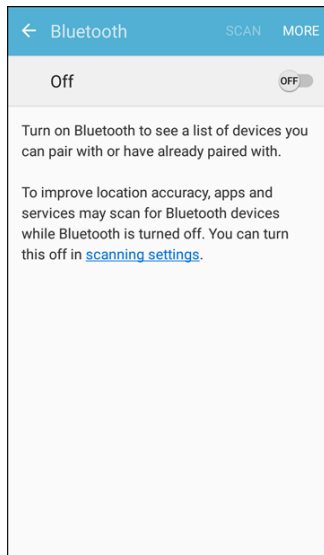 Bluetooth SCAN MORE
Off OFF
Turn on Bluetooth to see a list of devices you
can pair with or have already paired with.
To improve location accuracy, apps and
services may scan for Bluetooth devices
while Bluetooth is turned off. You can turn
this off in scanning settings.